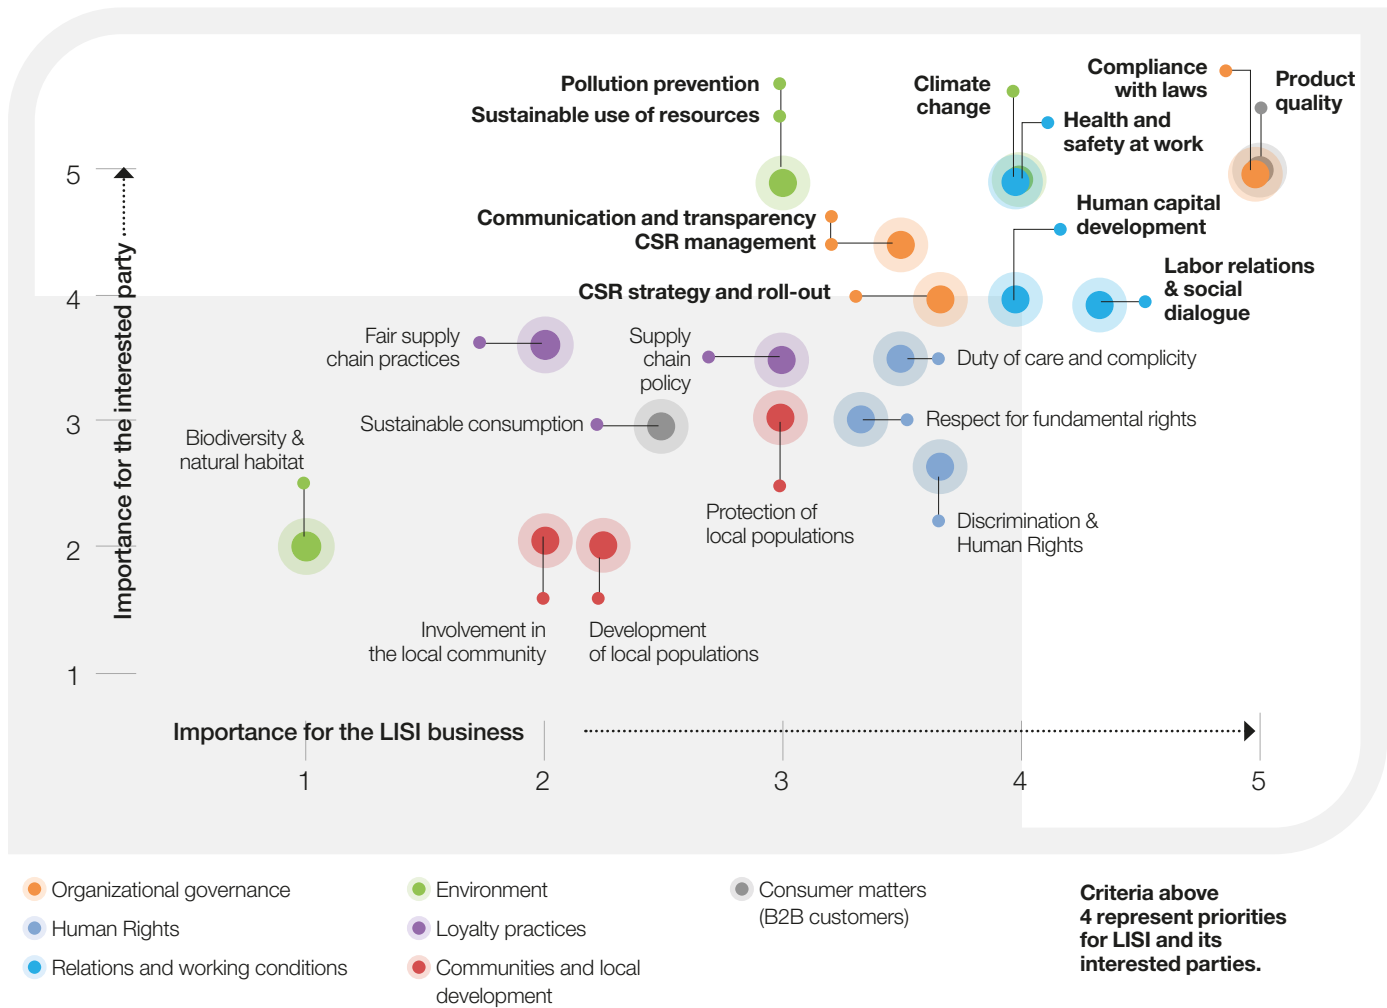 Pollution prevention
Sustainable use of resources
Climate
change
Compliance
with laws
Product
quality
Health and
safety at work
5
Communication and transparency
CSR management
Human capital
development
Labor relations
& social
dialogue
CSR strategy and roll-out
4
Importance for the interested party
Fair supply
chain practices
Supply
chain
policy
Duty of care and complicity
3
Sustainable consumption
Respect for fundamental rights
Biodiversity &
natural habitat
Protection of
local populations
Discrimination &
Human Rights
2
Involvement in
the local community
Development
of local populations
1
Importance for the LISI business
1
2
3
4
5
Organizational governance
Human Rights
Relations and working conditions
Environment
Loyalty practices
Communities and local
development
Consumer matters
(B2B customers)
Criteria above
4 represent priorities
for LISI and its
interested parties.